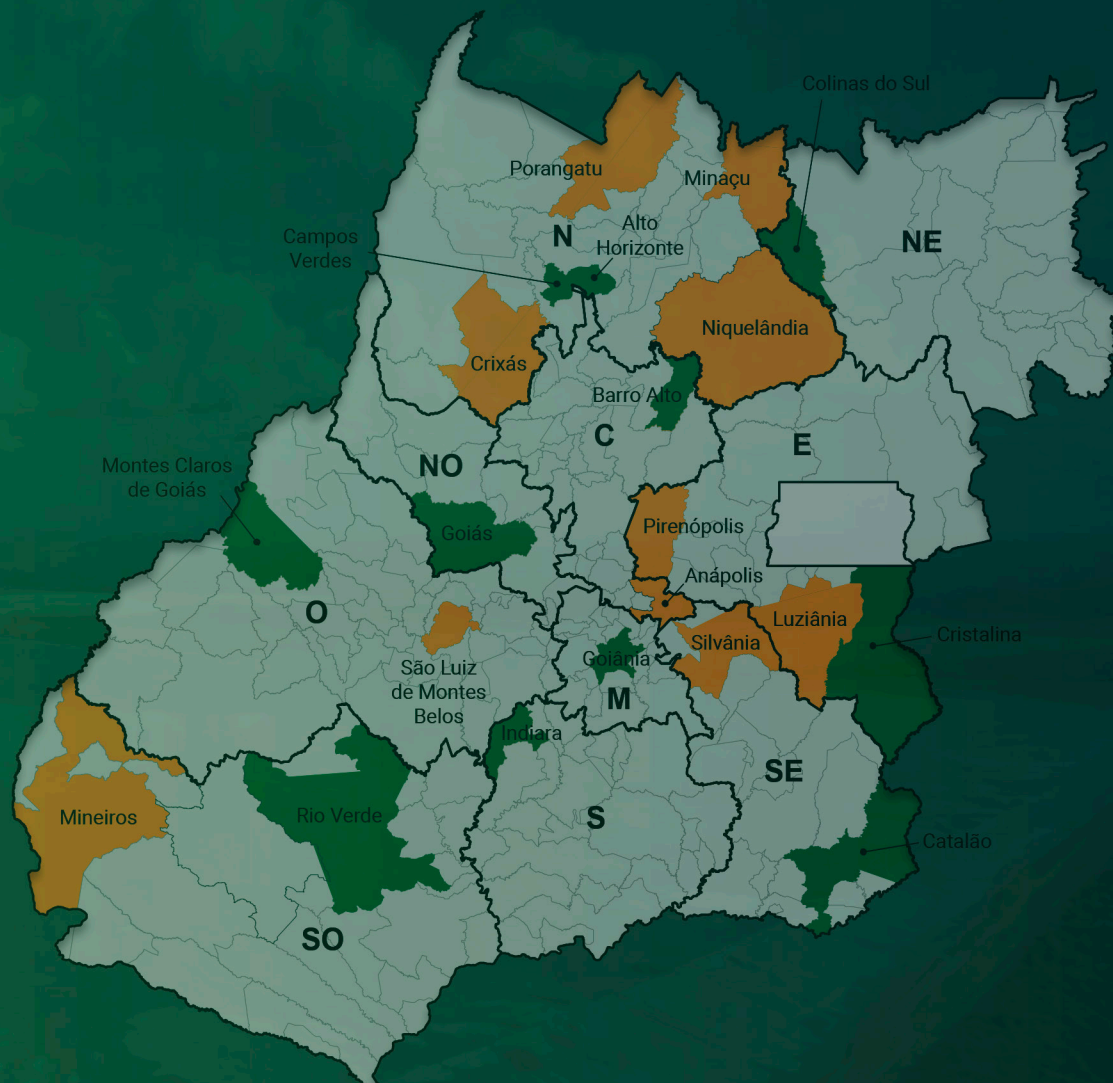 Colinas do Sul
Porangatu
Minaçu
Alto
Horizonte
N
NE
Campos
Verdes
Niquelândia
Crixás
Barro Alto
C
E
NO
Montes Claros
de Goiás
Pirenópolis
Goiás
Anápolis
O
Luziânia
Cristalina
Silvânia
Goiânia
São Luiz
de Montes
Belos
M
Indiara
SE
Mineiros
Rio Verde
S
Catalão
SO